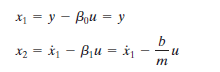 x₁ = y − β₀u = y
x₂ = ẋ₁ − β₁u = ẋ₁ − b/m u